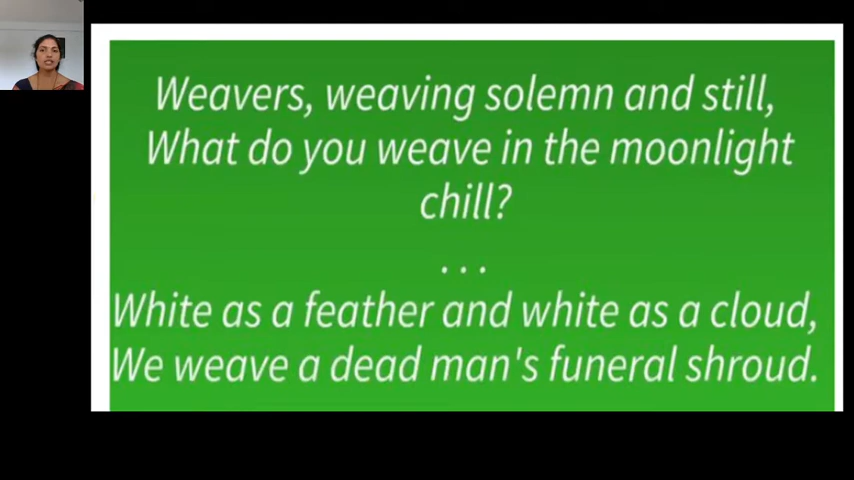 Weavers, weaving solemn and still,
What do you weave in the moonlight
chill?
...
White as a feather and white as a cloud,
We weave a dead man's funeral shroud.